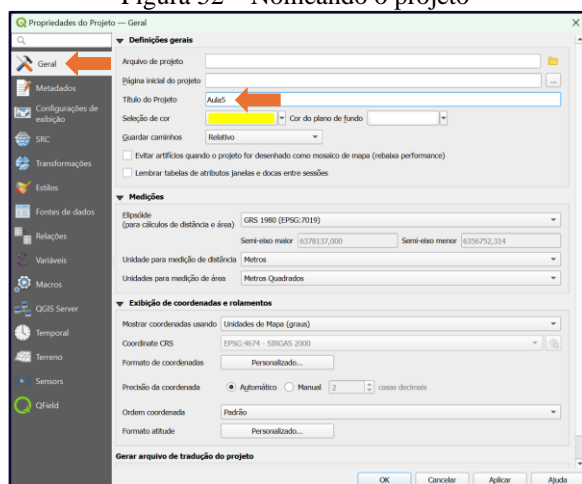 Figura 32 – Nomeando o projeto
Propriedades do Projeto — Geral
Geral
Metadados
Configurações de
exibição
SRC
Transformações
Estilos
Fontes de dados
Relações
Variáveis
Macros
QGIS Server
Temporal
Terreno
Sensors
QField
Definições gerais
Arquivo de projeto
Página inicial do projeto
...
Título do Projeto Aula5
Seleção de cor Cor do plano de fundo
Guardar caminhos Relativo
Evitar artifícios quando o projeto for desenhado como mosaico de mapa (rebaixa performance)
Lembrar tabelas de atributos janelas e docas entre sessões
Medições
Elipsóide
(para cálculos de distância e área) GRS 1980 (EPSG:7019)
Semi-eixo maior 6378137,000 Semi-eixo menor 6356752,314
Unidade para medição de distância Metros
Unidades para medição de área Metros Quadrados
Exibição de coordenadas e rolamentos
Mostrar coordenadas usando Unidades de Mapa (graus)
Coordinate CRS EPSG:4674 - SIRGAS 2000
Formato de coordenadas Personalizado...
Precisão da coordenada Automático Manual 2 casas decimais
Ordem coordenada Padrão
Formato atitude Personalizado...
Gerar arquivo de tradução do projeto
OK Cancelar Aplicar Ajuda